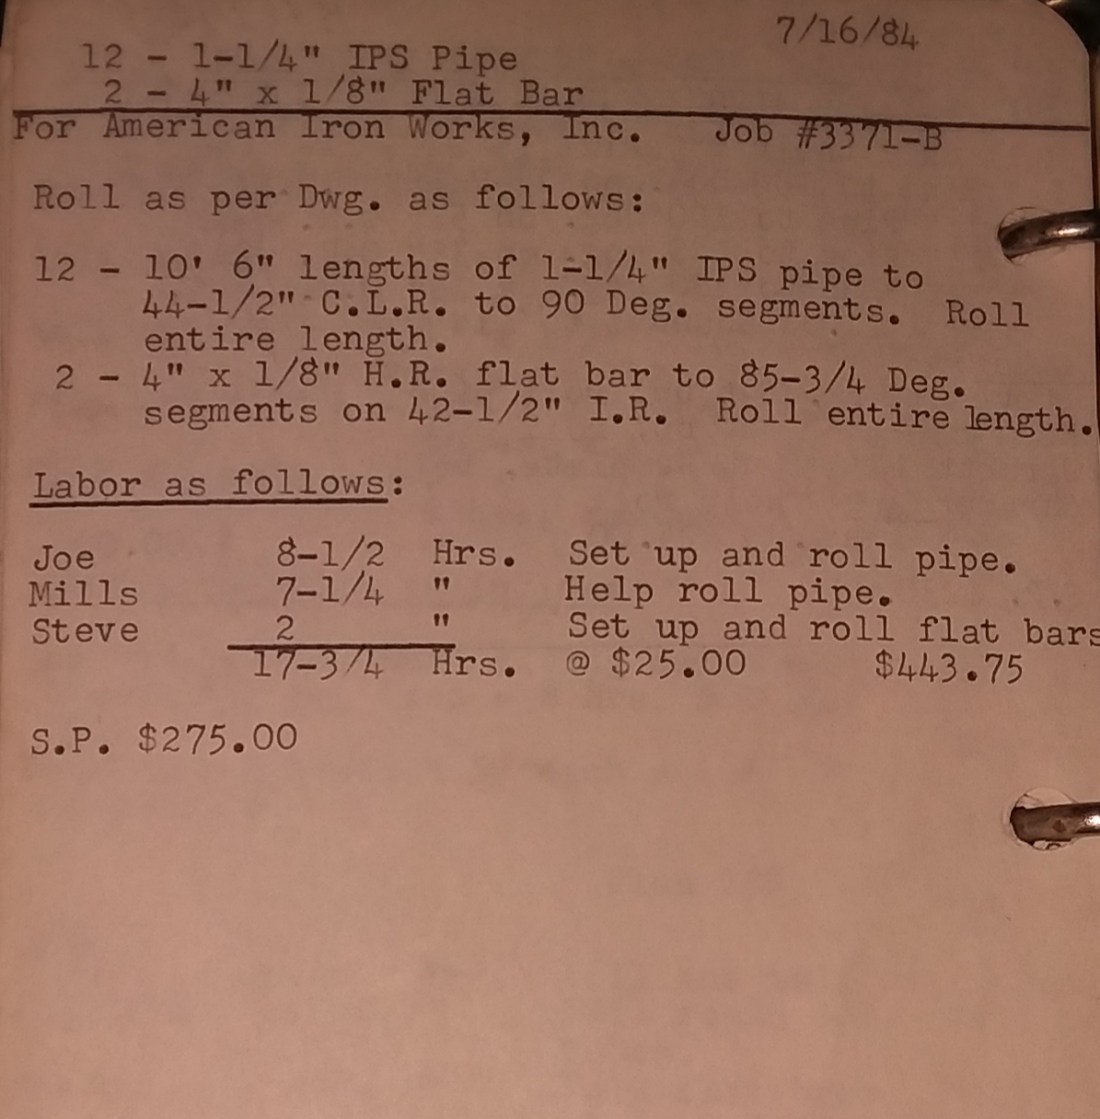 7/16/84
12 - 1-1/4" IPS Pipe
2 - 4" x 1/8" Flat Bar
For American Iron Works, Inc. Job #3371-B
Roll as per Dwg. as follows:
12 - 10' 6" lengths of 1-1/4" IPS pipe to
44-1/2" C.L.R. to 90 Deg. segments. Roll
entire length.
2 - 4" x 1/8" H.R. flat bar to 85-3/4 Deg.
segments on 42-1/2" I.R. Roll entire length.
Labor as follows:
Joe 8-1/2 Hrs. Set up and roll pipe.
Mills 7-1/4 " Help roll pipe.
Steve 2 " Set up and roll flat bars
17-3/4 Hrs. @ $25.00 $443.75
S.P. $275.00